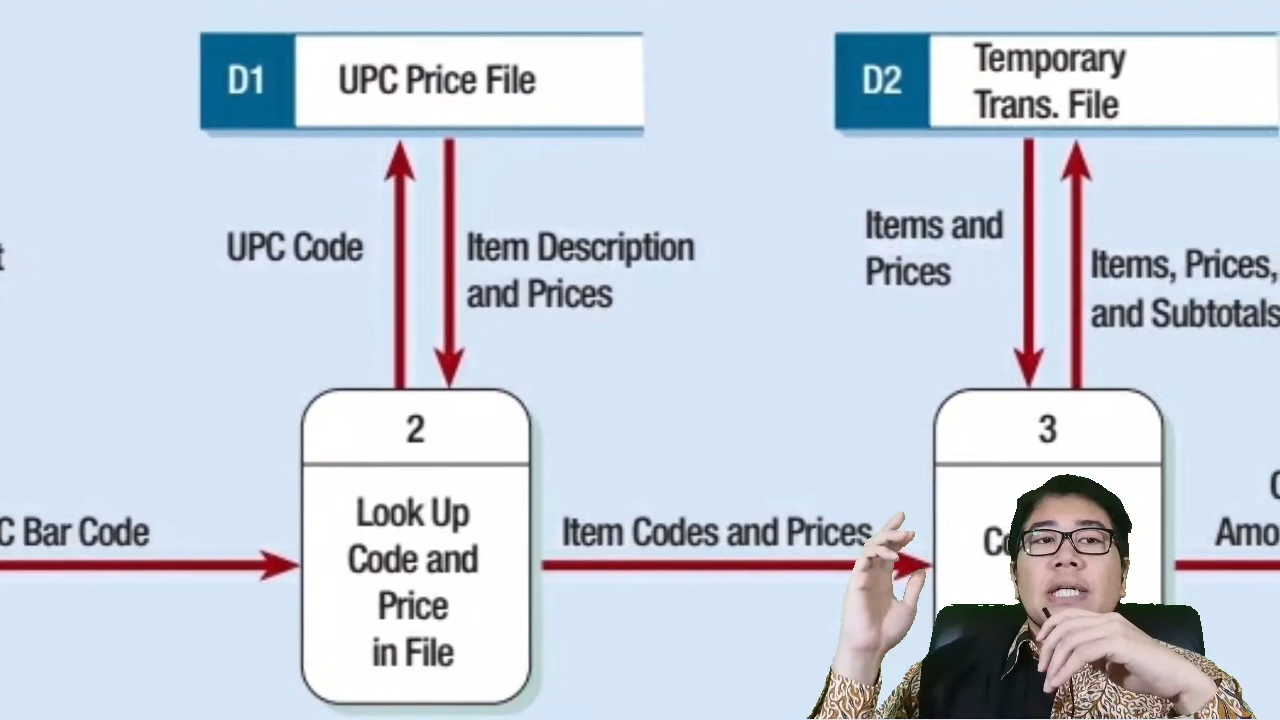 D1
UPC Price File
D2
Temporary
Trans. File
UPC Code
Item Description
and Prices
Items and
Prices
Items, Prices,
and Subtotals
2
Look Up
Code and
Price
in File
3
Bar Code
Item Codes and Prices